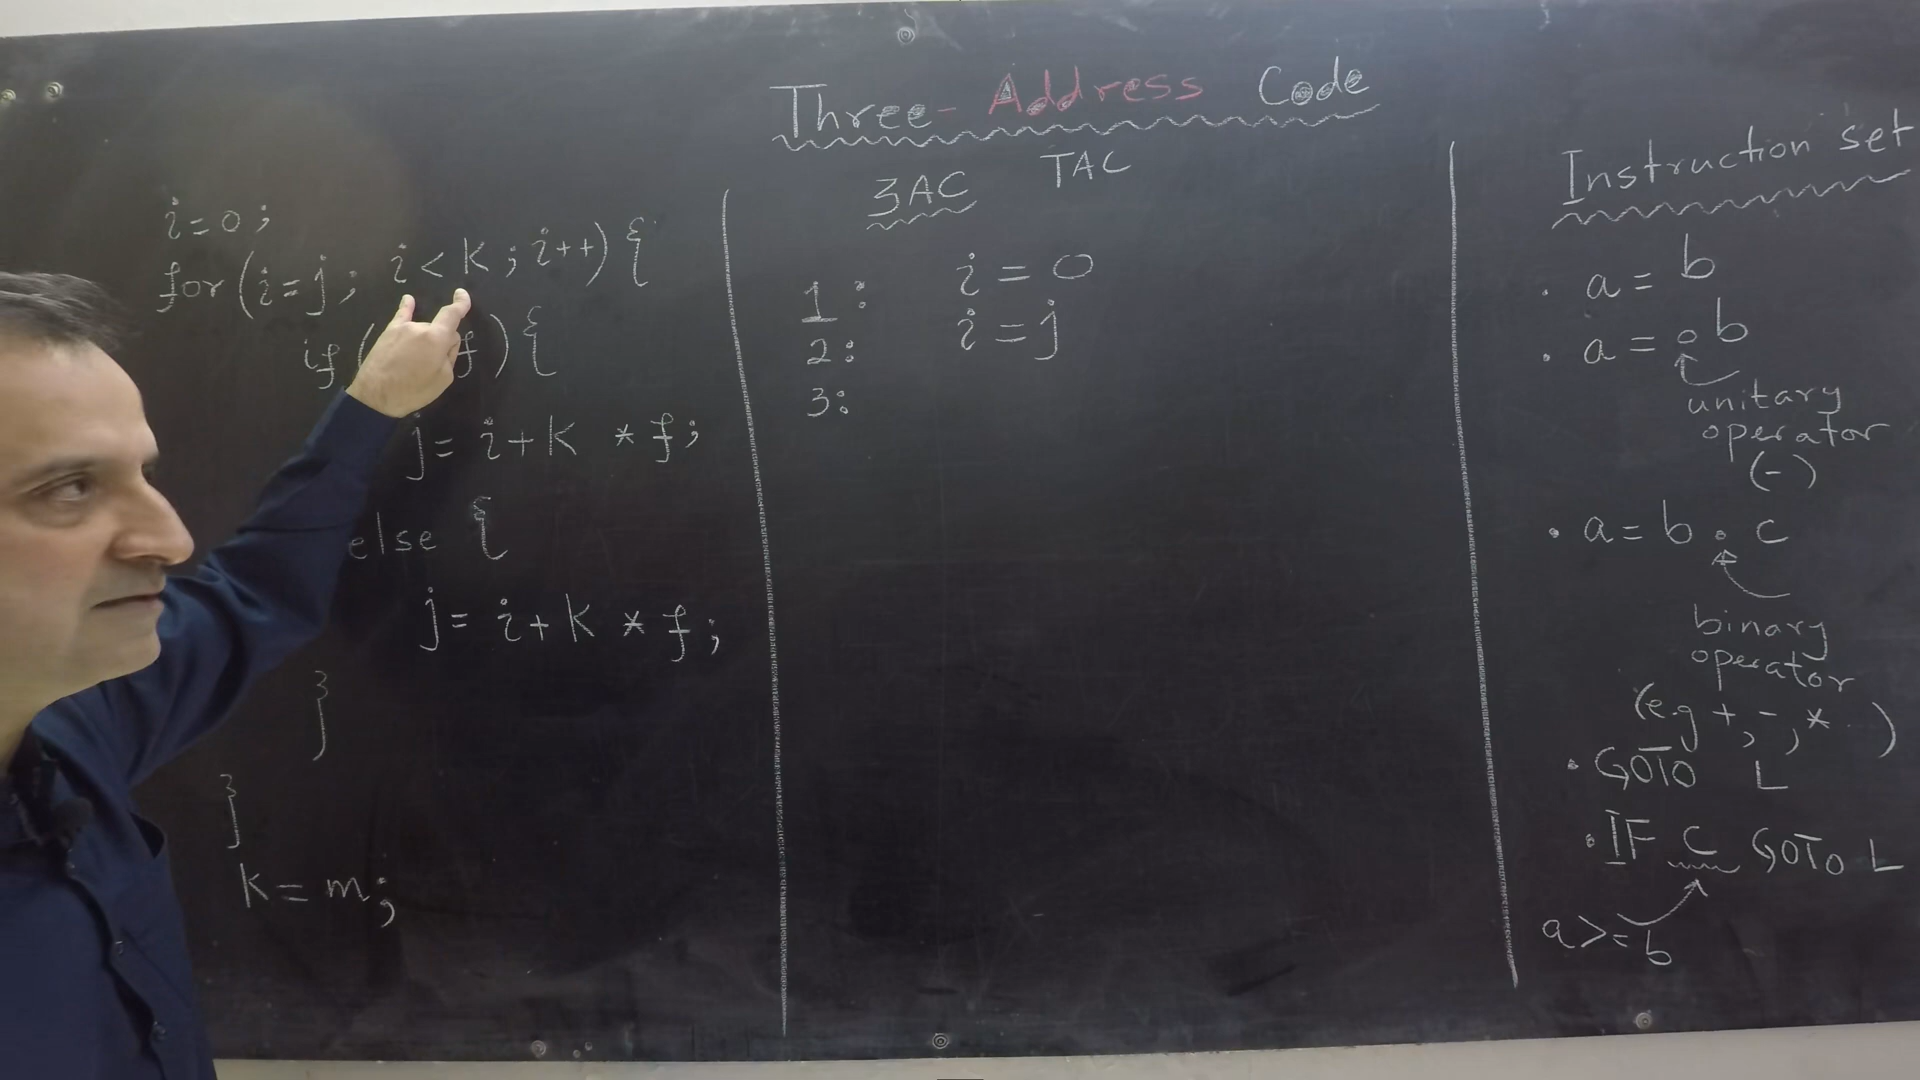 Three-Address Code
3AC TAC
i=0;
for(i=j; i<k; i++){
if( f){
j= i+k *f;
else {
j= i+k * f;
}
}
k= m;
1: i = 0
2: i = j
3:
Instruction set
. a = b
. a = ∘ b
unitary
operator
(-)
. a= b ∘ c
binary
operator
(e.g +, -, * )
. GOTO L
. IF C GOTO L
a>=b